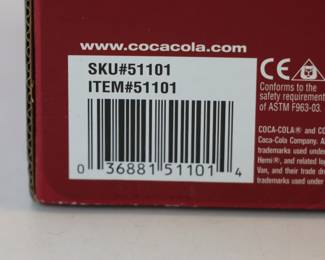 www.cocacola.com
SKU#51101
ITEM#51101
0 36881 51101 4
CE
Conforms to the
safety requirement
of ASTM F963-03.
COCA-COLA® and CO
Coca-Cola Company. A
trademarks used under
Hemi®, and related lo
Van, and their trade dr
trademarks used under